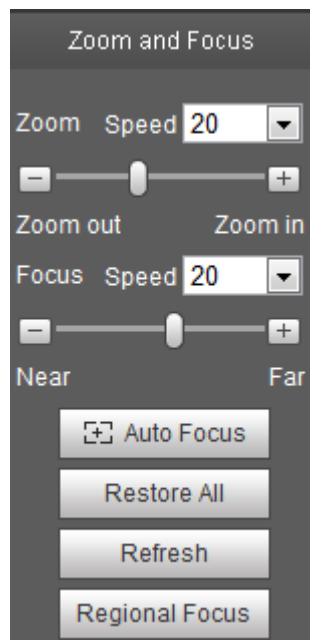 Zoom and Focus
Zoom Speed 20
Zoom out Zoom in
Focus Speed 20
Near Far
Auto Focus
Restore All
Refresh
Regional Focus